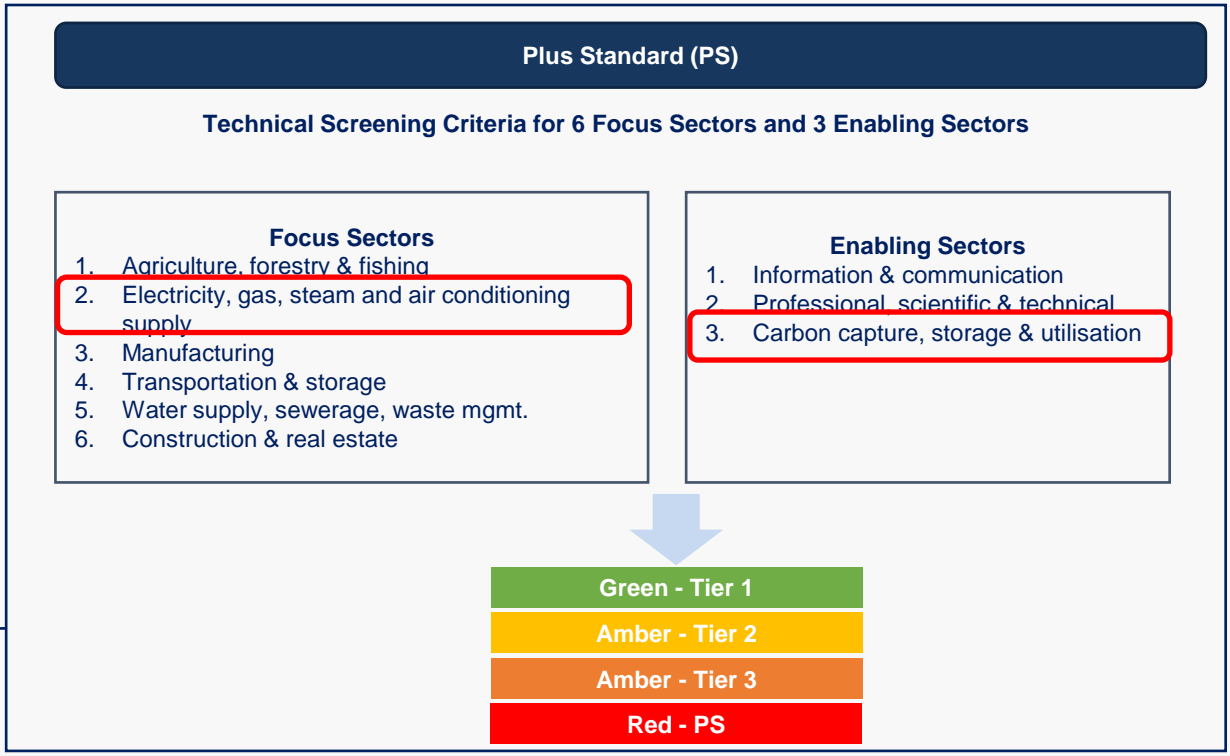 Plus Standard (PS)
Technical Screening Criteria for 6 Focus Sectors and 3 Enabling Sectors
Focus Sectors
1. Agriculture, forestry & fishing
2. Electricity, gas, steam and air conditioning
supply
3. Manufacturing
4. Transportation & storage
5. Water supply, sewerage, waste mgmt.
6. Construction & real estate
Enabling Sectors
1. Information & communication
2. Professional, scientific & technical
3. Carbon capture, storage & utilisation
Green - Tier 1
Amber - Tier 2
Amber - Tier 3
Red - PS